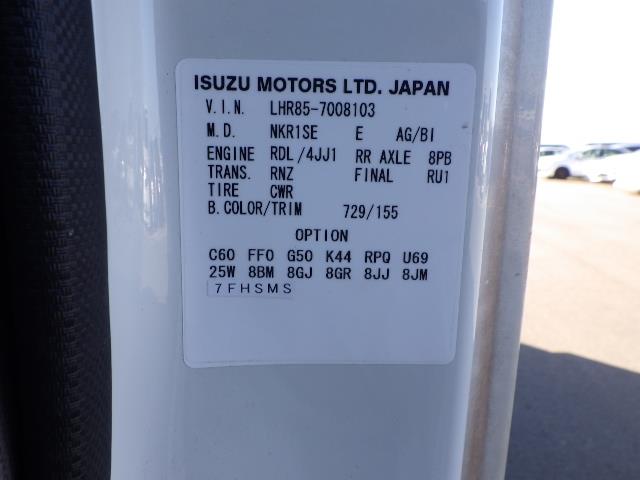 ISUZU MOTORS LTD. JAPAN
V.I.N. LHR85-7008103
M.D. NKR1SE E AG/BI
ENGINE RDL/4JJ1 RR AXLE 8PB
TRANS. RNZ FINAL RU1
TIRE CWR
B.COLOR/TRIM 729/155
OPTION
C60 FF0 G50 K44 RPQ U69
25W 8BM 8GJ 8GR 8JJ 8JM
7FHSMS